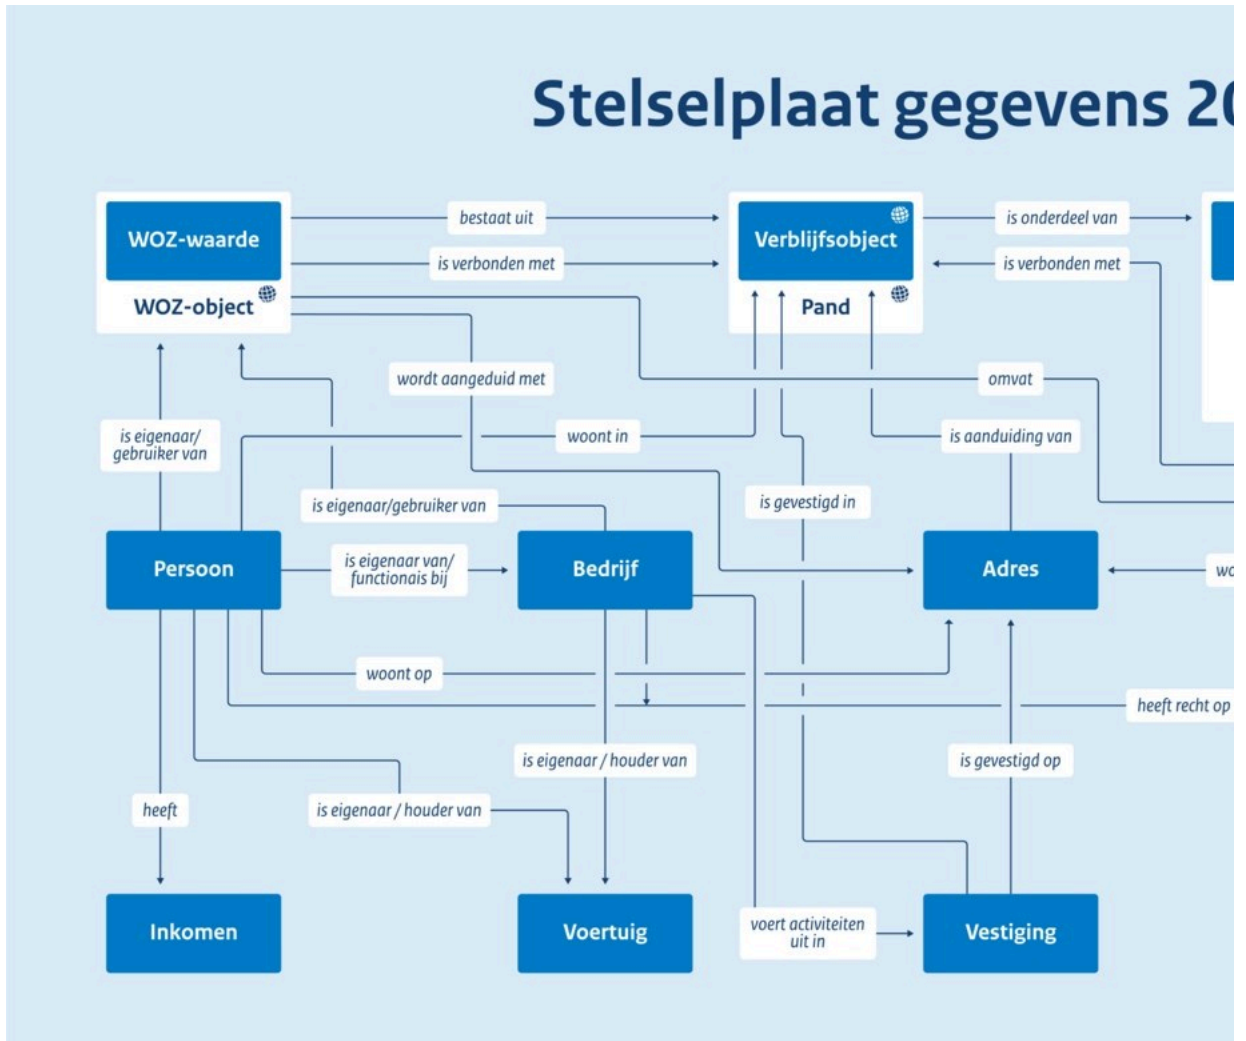 Stelselplaat gegevens 20
WOZ-waarde
bestaat uit
Verblijfsobject
is onderdeel van
is verbonden met
is verbonden met
WOZ-object
Pand
wordt aangeduid met
omvat
is eigenaar/
gebruiker van
woont in
is aanduiding van
is eigenaar/gebruiker van
is gevestigd in
Persoon
is eigenaar van/
functionais bij
Bedrijf
Adres
wo
woont op
heeft recht op
is eigenaar / houder van
is gevestigd op
heeft
is eigenaar / houder van
Inkomen
Voertuig
voert activiteiten
uit in
Vestiging